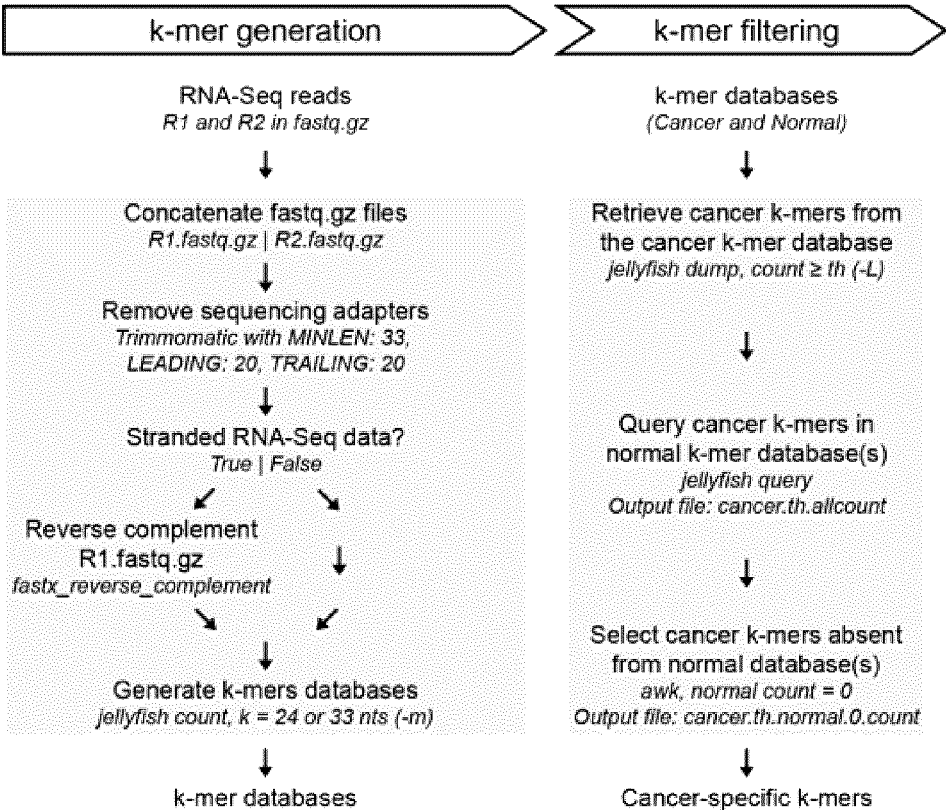 k-mer generation
RNA-Seq reads
R1 and R2 in fastq.gz
Concatenate fastq.gz files
R1.fastq.gz | R2.fastq.gz
Remove sequencing adapters
Trimmomatic with MINLEN: 33,
LEADING: 20, TRAILING: 20
Stranded RNA-Seq data?
True | False
Reverse complement
R1.fastq.gz
fastx_reverse_complement
Generate k-mers databases
jellyfish count, k = 24 or 33 nts (-m)
k-mer databases
k-mer filtering
k-mer databases
(Cancer and Normal)
Retrieve cancer k-mers from
the cancer k-mer database
jellyfish dump, count ≥ th (-L)
Query cancer k-mers in
normal k-mer database(s)
jellyfish query
Output file: cancer.th.allcount
Select cancer k-mers absent
from normal database(s)
awk, normal count = 0
Output file: cancer.th.normal.0.count
Cancer-specific k-mers